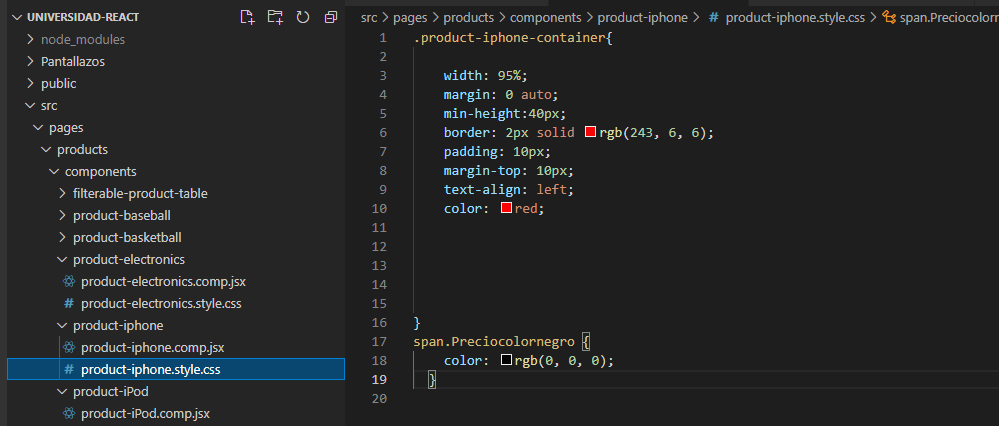 UNIVERSIDAD-REACT
node_modules
Pantallazos
public
src
pages
products
components
filterable-product-table
product-baseball
product-basketball
product-electronics
product-electronics.comp.jsx
# product-electronics.style.css
product-iphone
product-iphone.comp.jsx
# product-iphone.style.css
product-iPod
product-iPod.comp.jsx
src > pages > products > components > product-iphone > # product-iphone.style.css > span.Preciocolorn
1 .product-iphone-container{
2
3 width: 95%;
4 margin: 0 auto;
5 min-height:40px;
6 border: 2px solid rgb(243, 6, 6);
7 padding: 10px;
8 margin-top: 10px;
9 text-align: left;
10 color: red;
11
12
13
14
15
16 }
17 span.Preciocolornegro {
18 color: rgb(0, 0, 0);
19 }
20